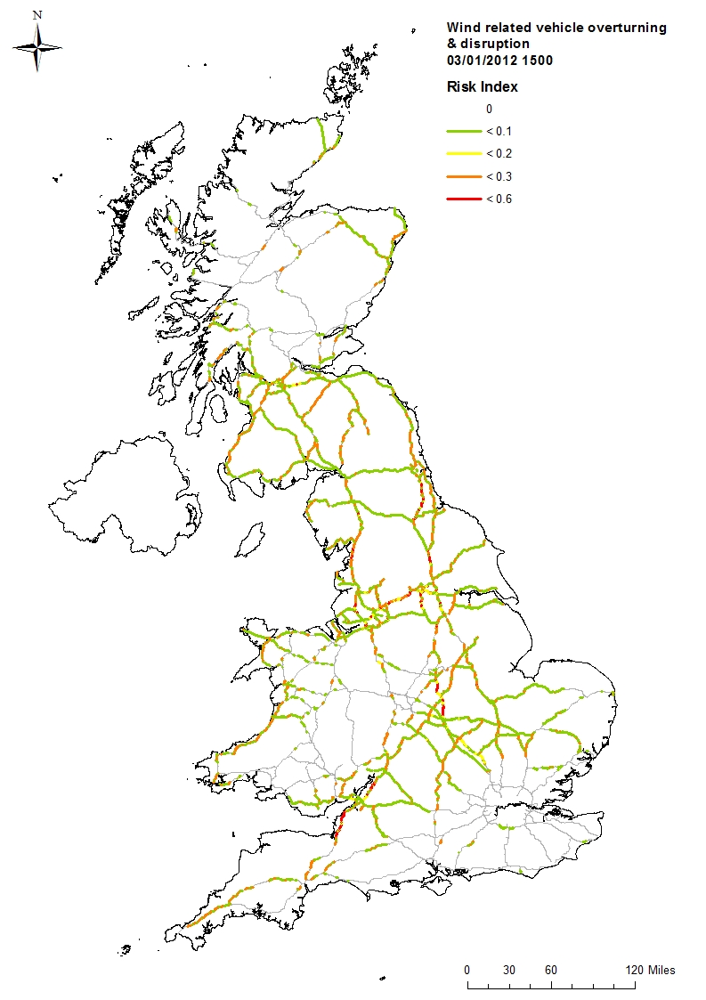 N
Wind related vehicle overturning
& disruption
03/01/2012 1500
Risk Index
0
< 0.1
< 0.2
< 0.3
< 0.6
0 30 60 120 Miles